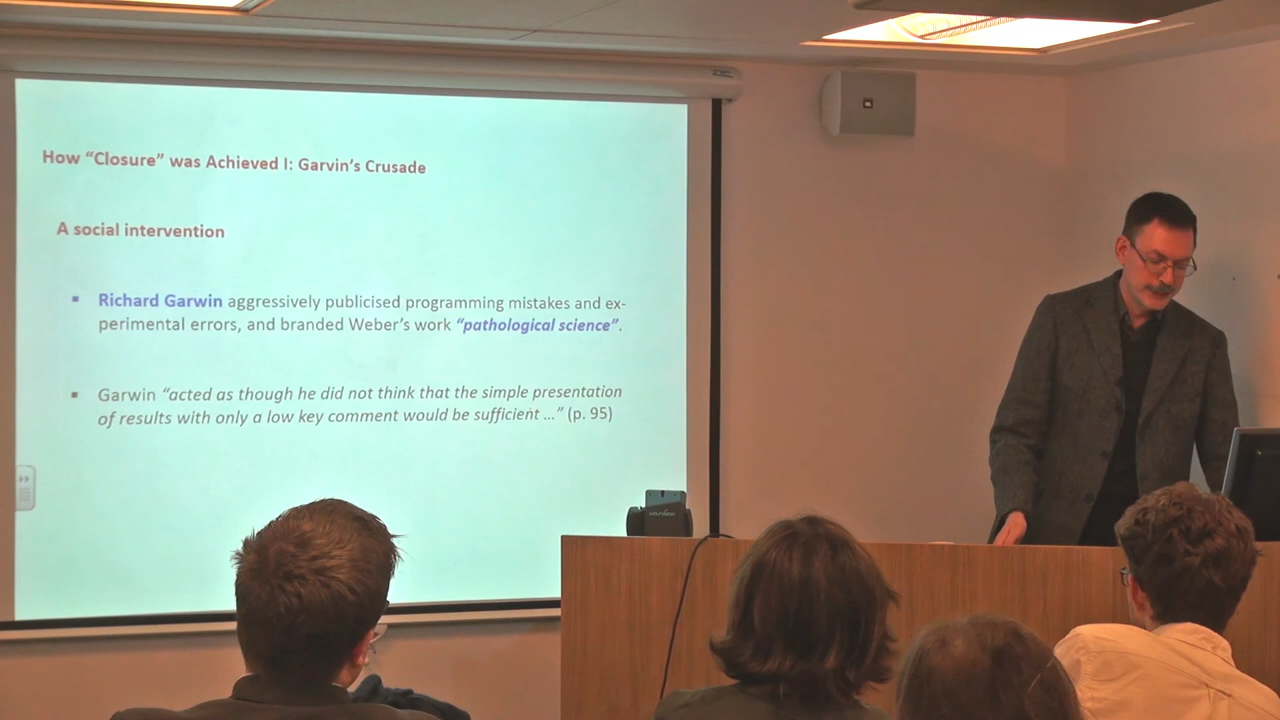 How “Closure” was Achieved I: Garvin’s Crusade
A social intervention
▪ Richard Garwin aggressively publicised programming mistakes and ex-
perimental errors, and branded Weber’s work “pathological science”.
▪ Garwin “acted as though he did not think that the simple presentation
of results with only a low key comment would be sufficient ...” (p. 95)